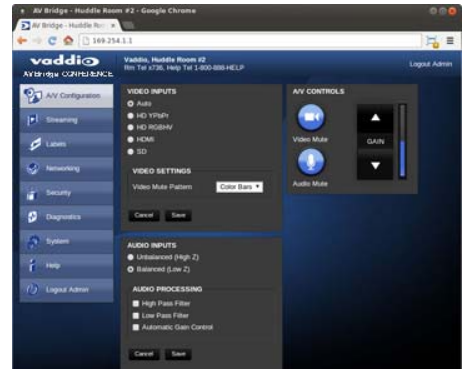 AV Bridge - Huddle Room #2 - Google Chrome
AV Bridge - Huddle Ro
169.254.1.1
vaddio
AV Bridge CONFERENCE
Vaddio, Huddle Room #2
Rm Tel x736, Help Tel 1-800-888-HELP
Logout Admin
A/V Configuration
Streaming
Labels
Networking
Security
Diagnostics
System
Help
Logout Admin
VIDEO INPUTS
Auto
HD YPbPr
HD RGBHV
HDMI
SD
VIDEO SETTINGS
Video Mute Pattern
Color Bars
Cancel Save
AUDIO INPUTS
Unbalanced (High Z)
Balanced (Low Z)
AUDIO PROCESSING
High Pass Filter
Low Pass Filter
Automatic Gain Control
Cancel Save
A/V CONTROLS
Video Mute
GAIN
Audio Mute